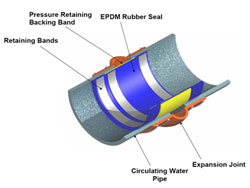 Pressure Retaining
Backing Band
EPDM Rubber Seal
Retaining Bands
Circulating Water
Pipe
Expansion Joint